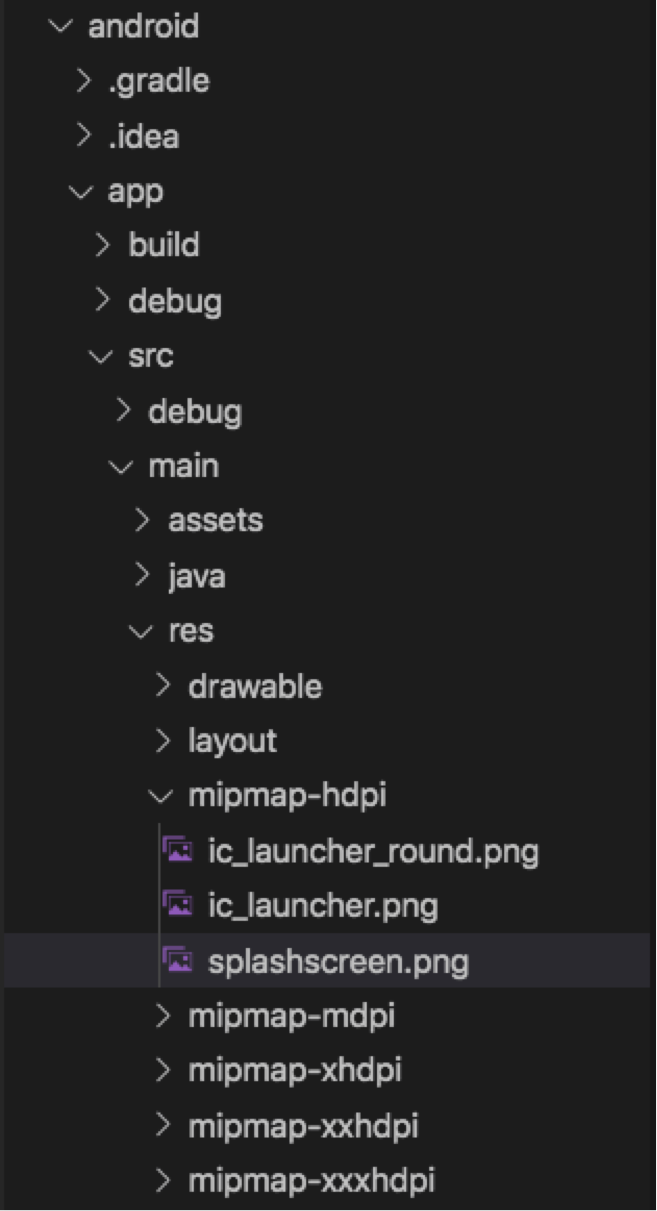 android
.gradle
.idea
app
build
debug
src
debug
main
assets
java
res
drawable
layout
mipmap-hdpi
ic_launcher_round.png
ic_launcher.png
splashscreen.png
mipmap-mdpi
mipmap-xhdpi
mipmap-xxhdpi
mipmap-xxxhdpi